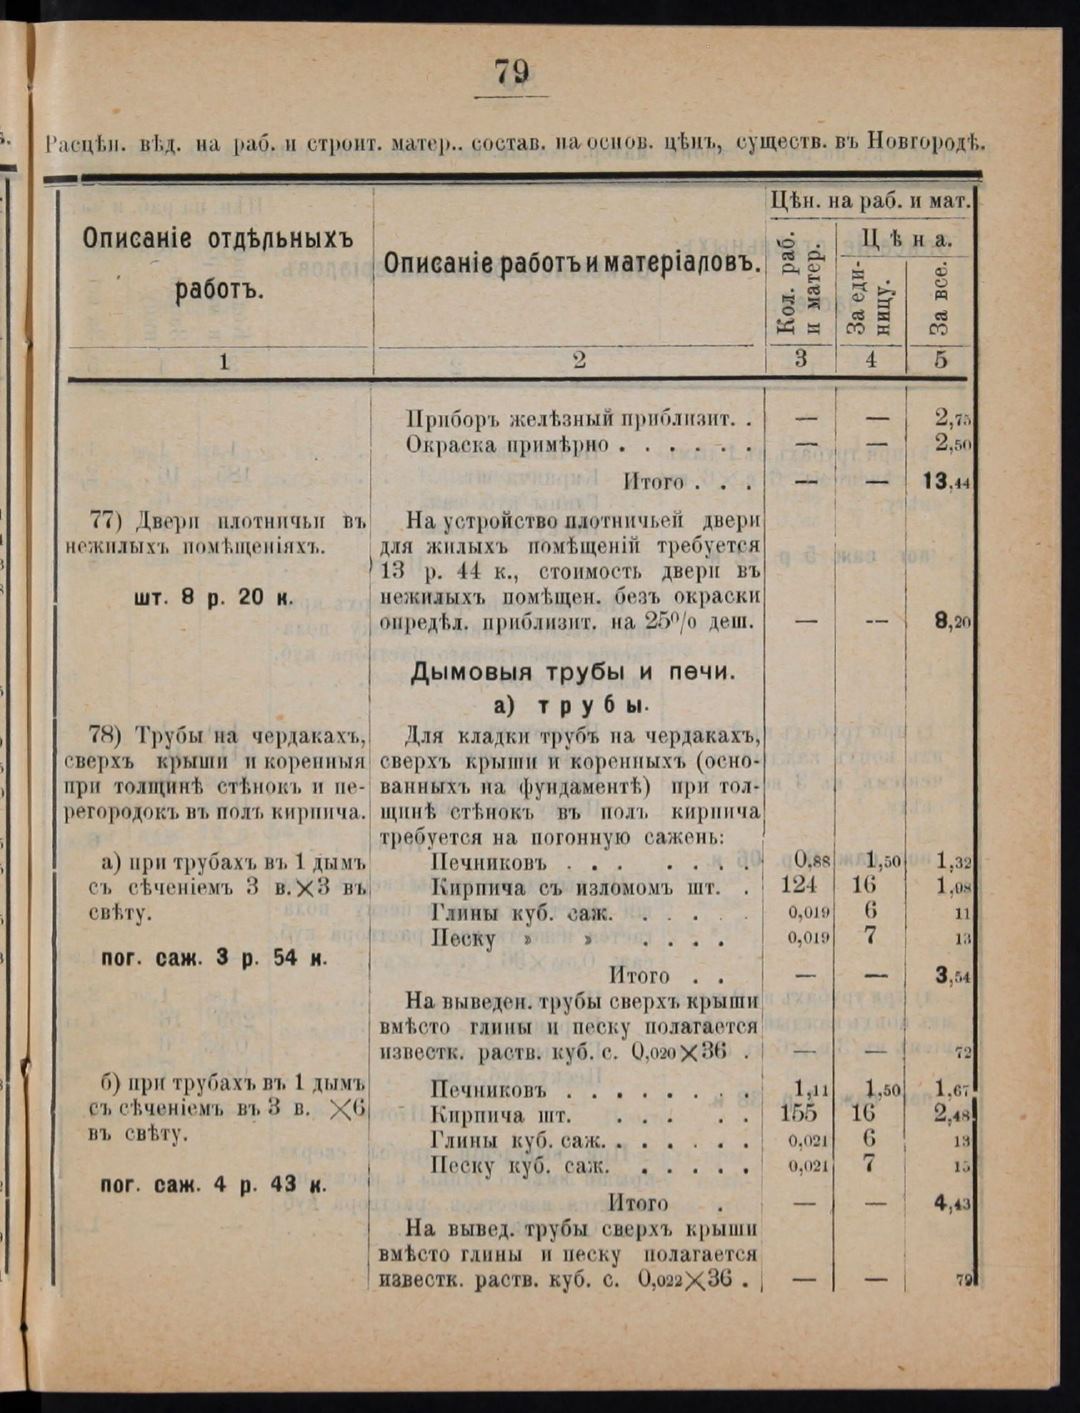 79
Расцѣн. вѣд. на раб. и строит. матер.. состав. на основ. цѣнъ, существ. въ Новгородѣ.
Описаніе отдѣльныхъ
работъ.
Описаніе работъ и матеріаловъ.
Цѣн. на раб. и мат.
Кол. раб.
и матер.
Цѣна.
За еди-
ницу.
За все.
1 2 3 4 5
Приборъ желѣзный приблизит. . — — 2,75
Окраска примѣрно . . . . . . — — 2,50
Итого . . . — — 13,44
77) Двери плотничьи въ
нежилыхъ помѣщеніяхъ.
шт. 8 р. 20 к.
На устройство плотничьей двери
для жилыхъ помѣщеній требуется
13 р. 44 к., стоимость двери въ
нежилыхъ помѣщен. безъ окраски
опредѣл. приблизит. на 25% деш. — — 8,20
Дымовыя трубы и печи.
а) трубы.
78) Трубы на чердакахъ,
сверхъ крыши и коренныя
при толщинѣ стѣнокъ и пе-
регородокъ въ полъ кирпича.
Для кладки трубъ на чердакахъ,
сверхъ крыши и коренныхъ (осно-
ванныхъ на фундаментѣ) при тол-
щинѣ стѣнокъ въ полъ кирпича
требуется на погонную сажень:
а) при трубахъ въ 1 дымъ
съ сѣченіемъ 3 в.×3 въ
свѣту.
пог. саж. 3 р. 54 к.
Печниковъ . . . . . . . 0.88 1,50 1,32
Кирпича съ изломомъ шт. . 124 16 1,98
Глины куб. саж. . . . . . 0,019 6 11
Песку » » . . . . 0,019 7 13
Итого . . — — 3,54
На выведен. трубы сверхъ крыши
вмѣсто глины и песку полагается
известк. раств. куб. с. 0,020×36 . — — 72
б) при трубахъ въ 1 дымъ
съ сѣченіемъ въ 3 в. ×6
въ свѣту.
пог. саж. 4 р. 43 к.
Печниковъ . . . . . . . . 1,11 1,50 1,67
Кирпича шт. . . . . . 155 16 2,48
Глины куб. саж. . . . . . . 0,021 6 13
Песку куб. саж. . . . . . 0,021 7 15
Итого . — — 4,43
На вывед. трубы сверхъ крыши
вмѣсто глины и песку полагается
известк. раств. куб. с. 0,022×36 . — — 79